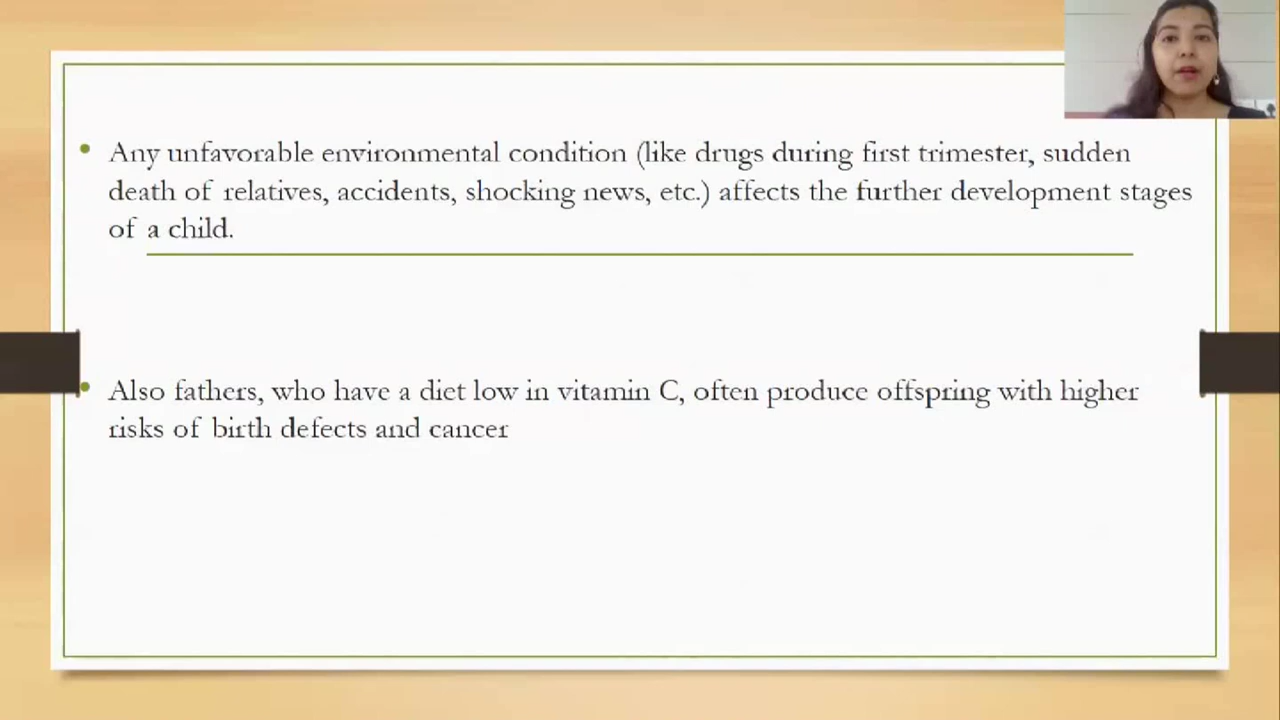 Any unfavorable environmental condition (like drugs during first trimester, sudden
death of relatives, accidents, shocking news, etc.) affects the further development stages
of a child.
Also fathers, who have a diet low in vitamin C, often produce offspring with higher
risks of birth defects and cancer